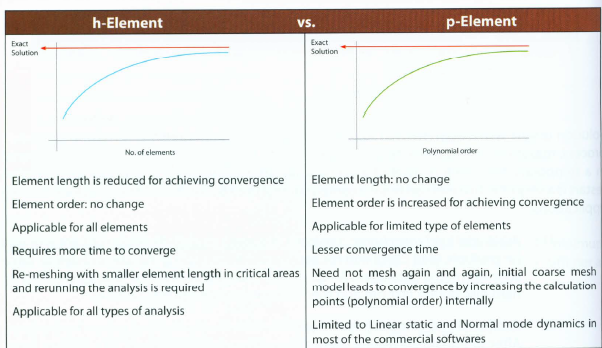 h-Element vs. p-Element
Exact
Solution
No. of elements
Element length is reduced for achieving convergence
Element order: no change
Applicable for all elements
Requires more time to converge
Re-meshing with smaller element length in critical areas
and rerunning the analysis is required
Applicable for all types of analysis
Exact
Solution
Polynomial order
Element length: no change
Element order is increased for achieving convergence
Applicable for limited type of elements
Lesser convergence time
Need not mesh again and again, initial coarse mesh
model leads to convergence by increasing the calculation
points (polynomial order) internally
Limited to Linear static and Normal mode dynamics in
most of the commercial softwares